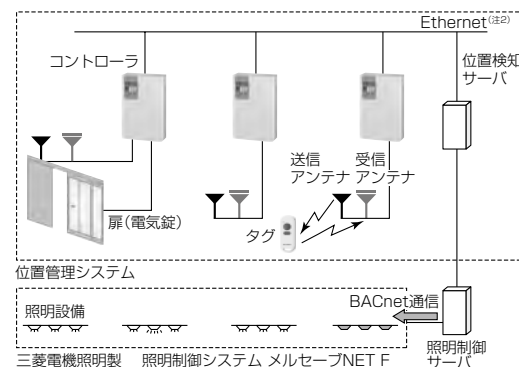 Ethernet(注2)
コントローラ
位置検知
サーバ
送信
アンテナ
受信
アンテナ
扉(電気錠)
タグ
位置管理システム
BACnet通信
照明設備
照明制御
サーバ
三菱電機照明製 照明制御システム メルセーブNET F